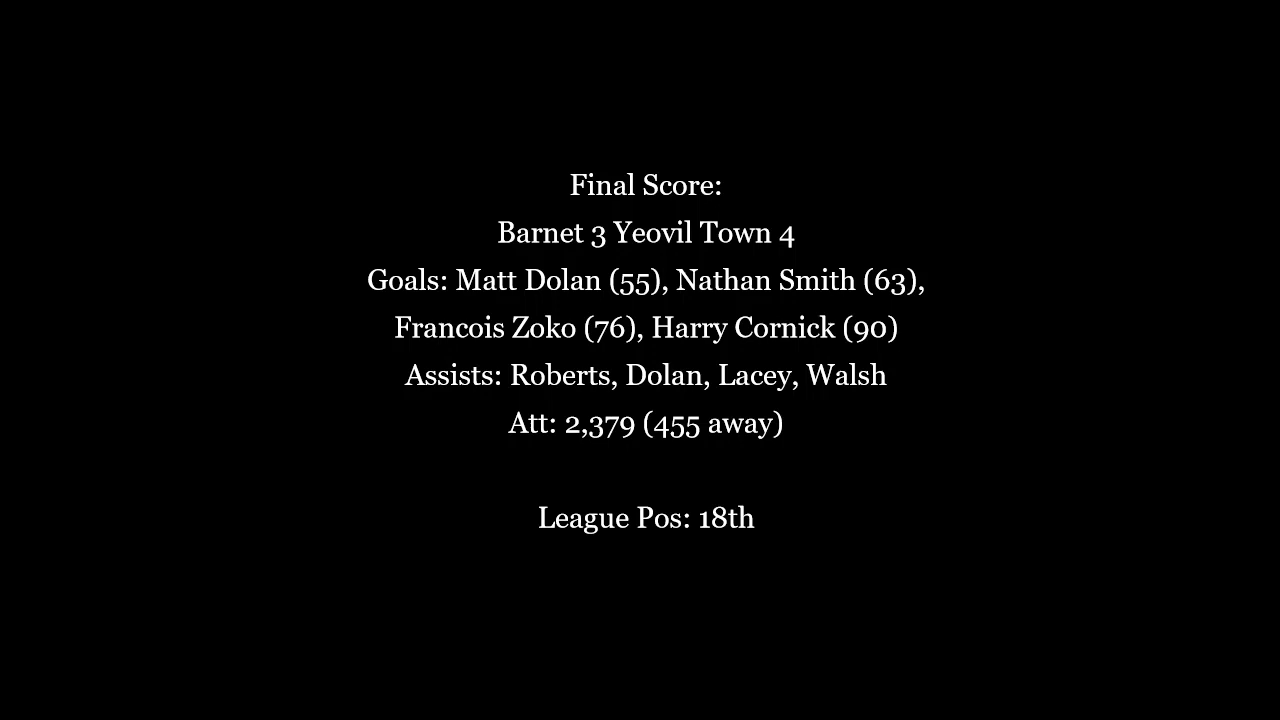 Final Score:
Barnet 3 Yeovil Town 4
Goals: Matt Dolan (55), Nathan Smith (63),
Francois Zoko (76), Harry Cornick (90)
Assists: Roberts, Dolan, Lacey, Walsh
Att: 2,379 (455 away)
League Pos: 18th